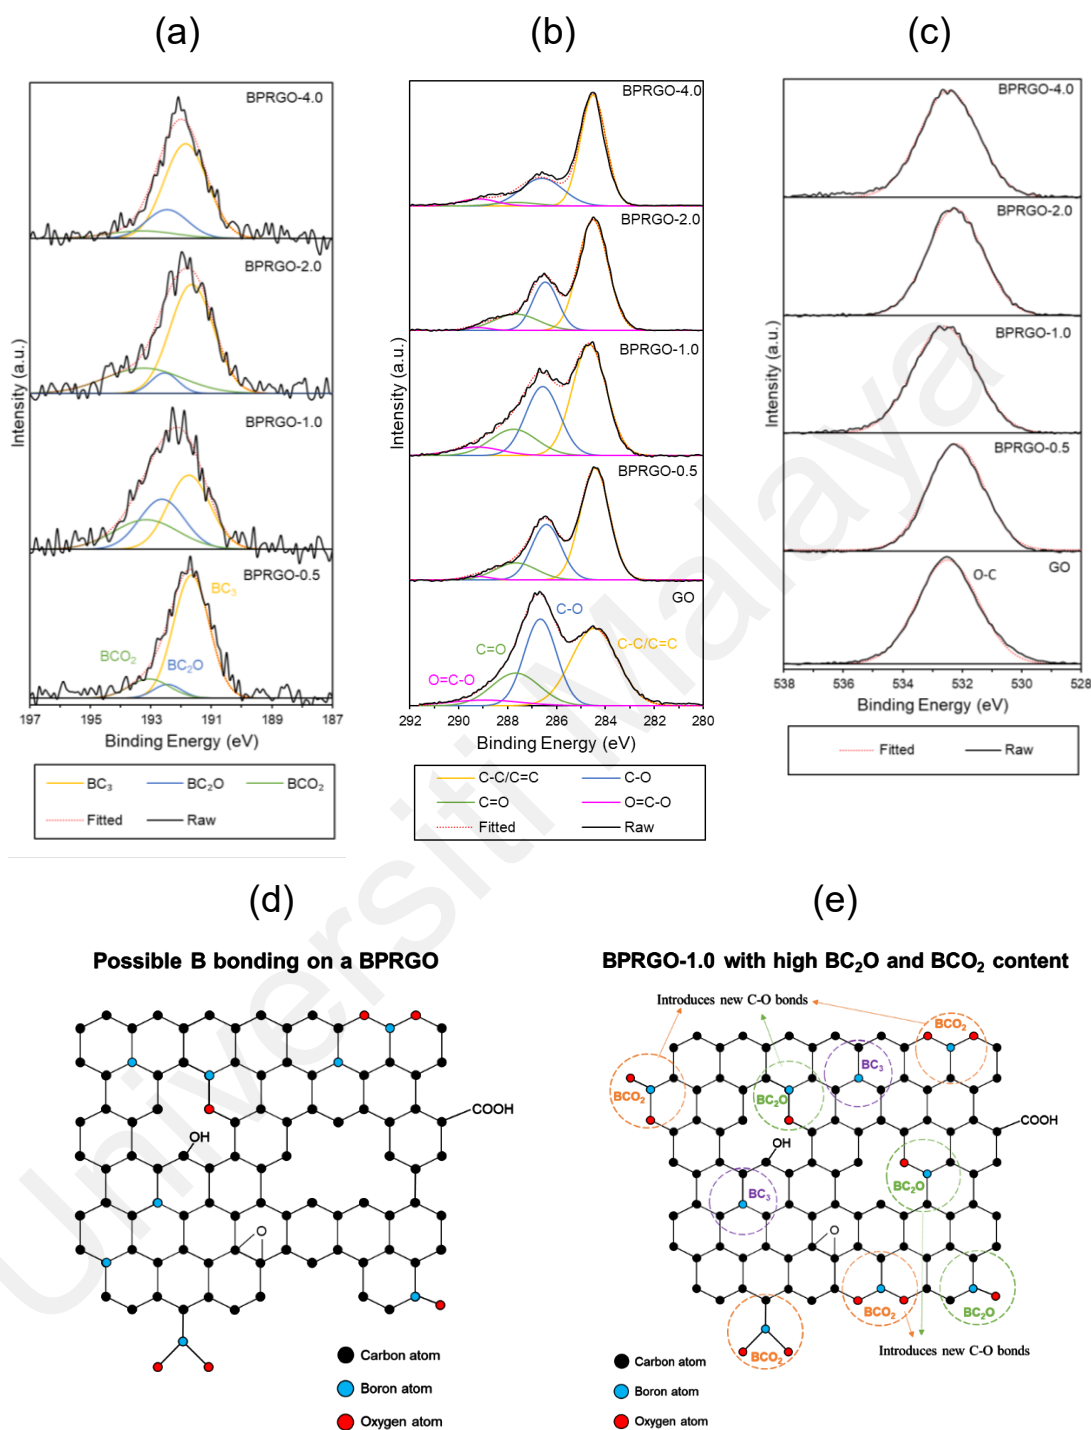 (a)
(b)
(c)
BPRGO-4.0
BPRGO-2.0
BPRGO-1.0
BPRGO-0.5
BC₃
BCO₂
BC₂O
Intensity (a.u.)
197 195 193 191 189 187
Binding Energy (eV)
BC₃ BC₂O BCO₂
Fitted Raw
BPRGO-4.0
BPRGO-2.0
BPRGO-1.0
BPRGO-0.5
GO
C-O
C=O
C-C/C=C
O=C-O
Intensity (a.u.)
292 290 288 286 284 282 280
Binding Energy (eV)
C-C/C=C C-O
C=O O=C-O
Fitted Raw
BPRGO-4.0
BPRGO-2.0
BPRGO-1.0
BPRGO-0.5
GO
O-C
Intensity (a.u.)
538 536 534 532 530 528
Binding Energy (eV)
Fitted Raw
(d)
Possible B bonding on a BPRGO
COOH
OH
O
Carbon atom
Boron atom
Oxygen atom
(e)
BPRGO-1.0 with high BC₂O and BCO₂ content
Introduces new C-O bonds
BCO₂
BC₃
BCO₂
BC₂O
COOH
OH
BC₂O
BC₃
O
BCO₂
BC₂O
BCO₂
Introduces new C-O bonds
Carbon atom
Boron atom
Oxygen atom
Universiti Malaya